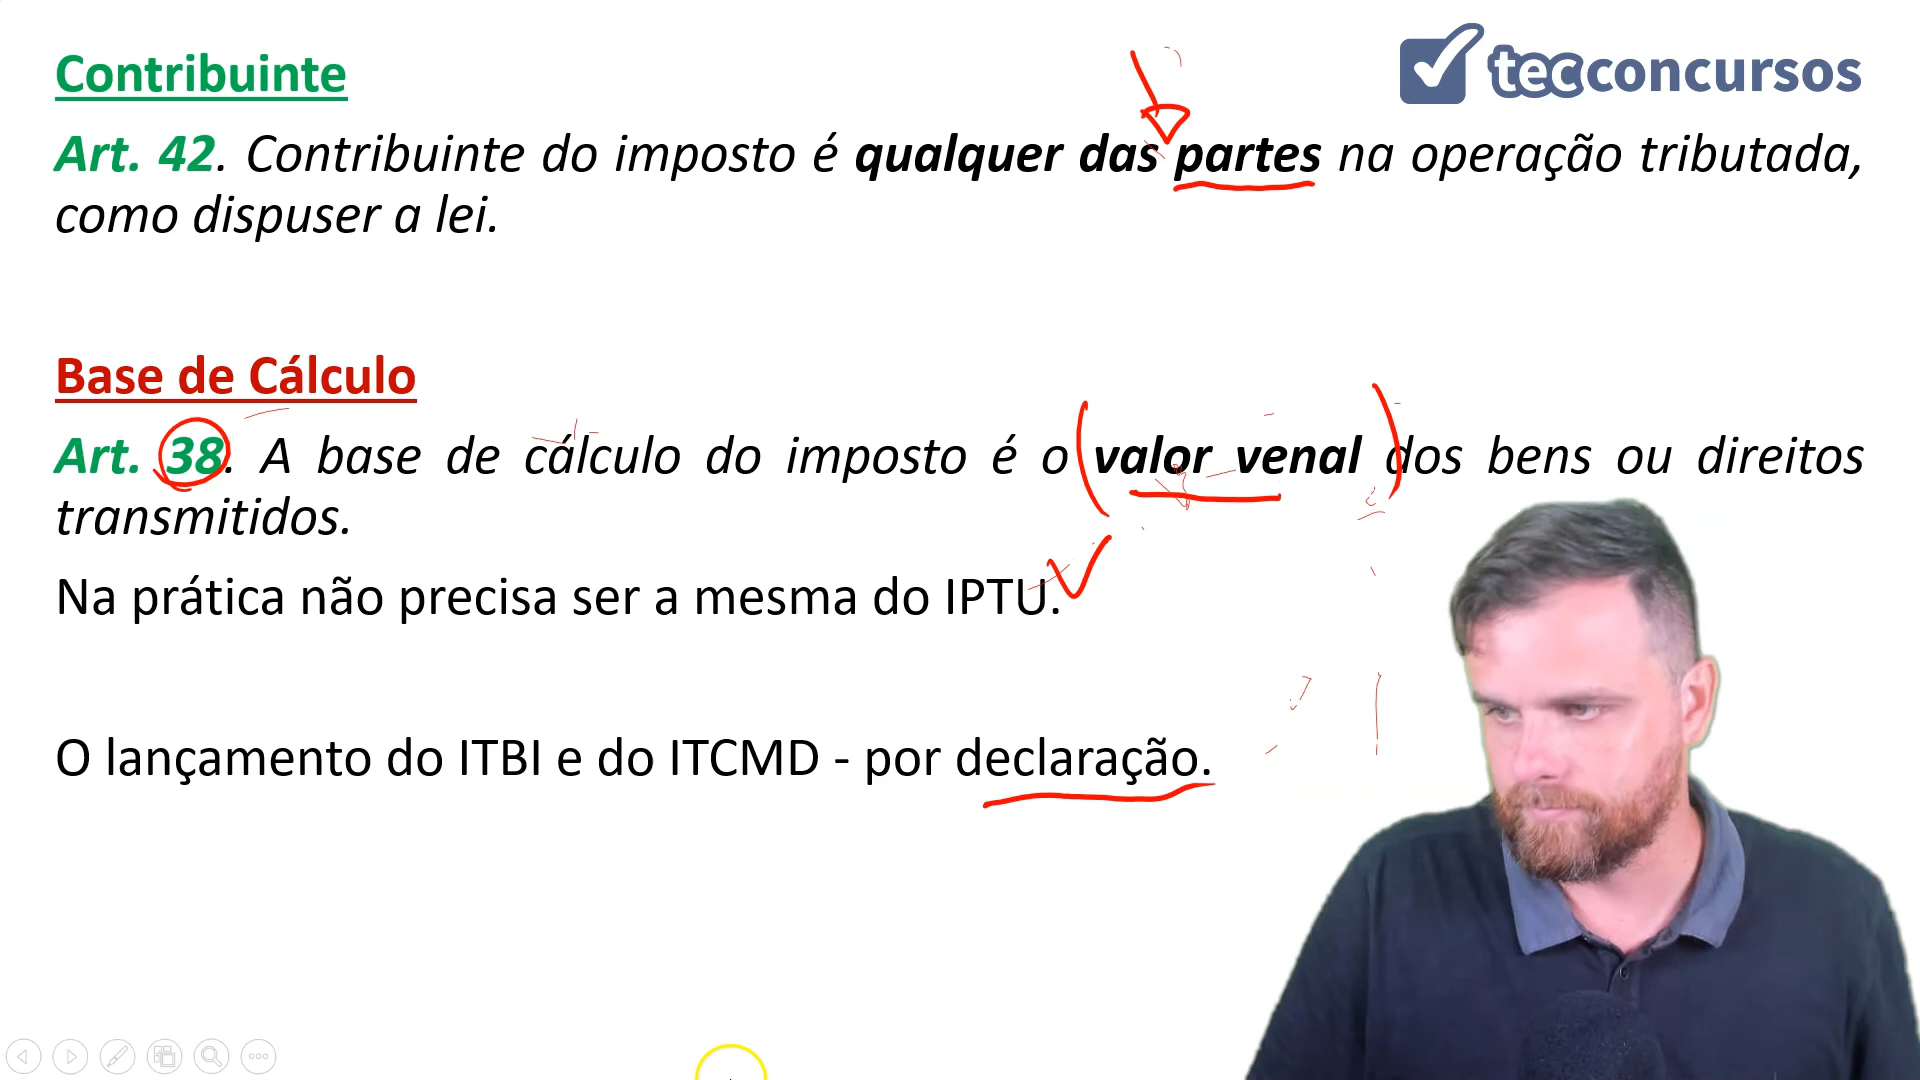 Contribuinte
tecconcursos
Art. 42. Contribuinte do imposto é qualquer das partes na operação tributada,
como dispuser a lei.
Base de Cálculo
Art. 38. A base de cálculo do imposto é o valor venal dos bens ou direitos
transmitidos.
Na prática não precisa ser a mesma do IPTU.
O lançamento do ITBI e do ITCMD - por declaração.